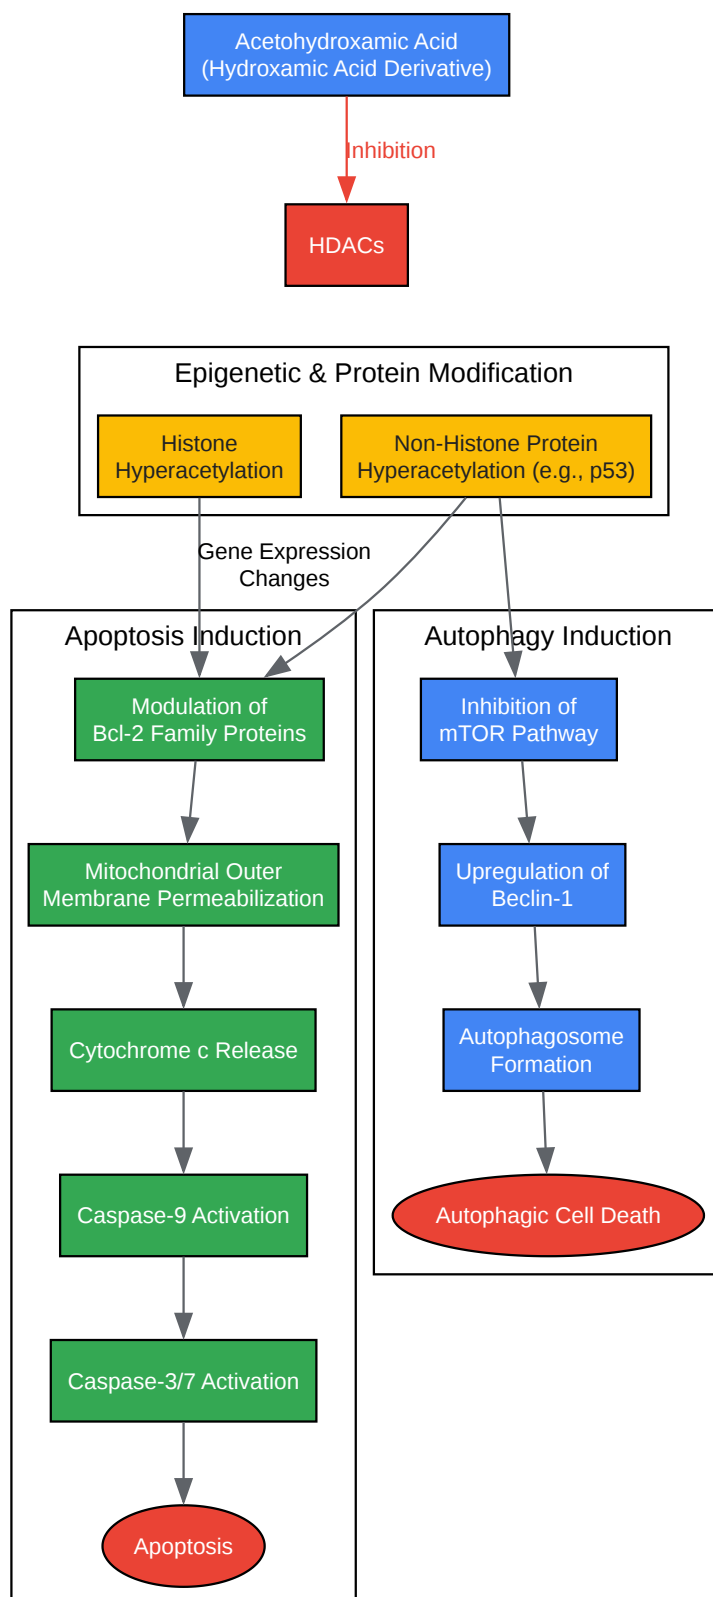 Acetohydroxamic Acid
(Hydroxamic Acid Derivative)
Inhibition
HDACs
Epigenetic & Protein Modification
Histone
Hyperacetylation
Non-Histone Protein
Hyperacetylation (e.g., p53)
Gene Expression
Changes
Apoptosis Induction
Modulation of
Bcl-2 Family Proteins
Mitochondrial Outer
Membrane Permeabilization
Cytochrome c Release
Caspase-9 Activation
Caspase-3/7 Activation
Apoptosis
Autophagy Induction
Inhibition of
mTOR Pathway
Upregulation of
Beclin-1
Autophagosome
Formation
Autophagic Cell Death